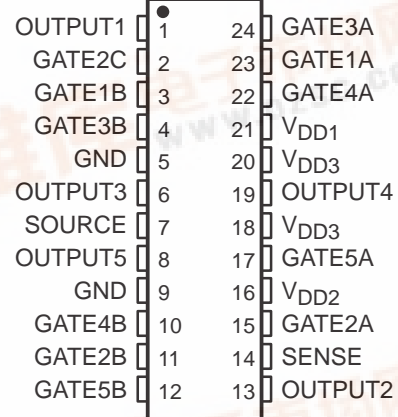 OUTPUT1 1 24 GATE3A
GATE2C 2 23 GATE1A
GATE1B 3 22 GATE4A
GATE3B 4 21 VDD1
GND 5 20 VDD3
OUTPUT3 6 19 OUTPUT4
SOURCE 7 18 VDD3
OUTPUT5 8 17 GATE5A
GND 9 16 VDD2
GATE4B 10 15 GATE2A
GATE2B 11 14 SENSE
GATE5B 12 13 OUTPUT2